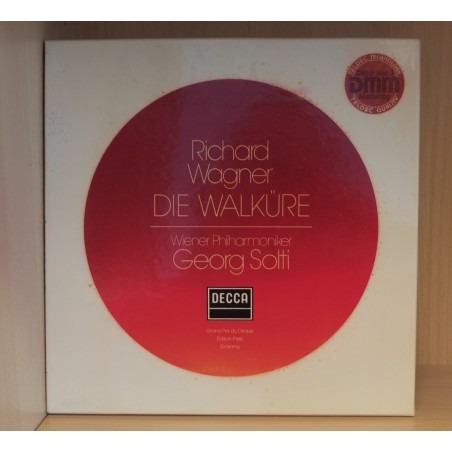 Richard
Wagner
DIE WALKÜRE
Wiener Philharmoniker
Georg Solti
DECCA
Grand Prix du Disque
Edison Preis
Grammy
dmm